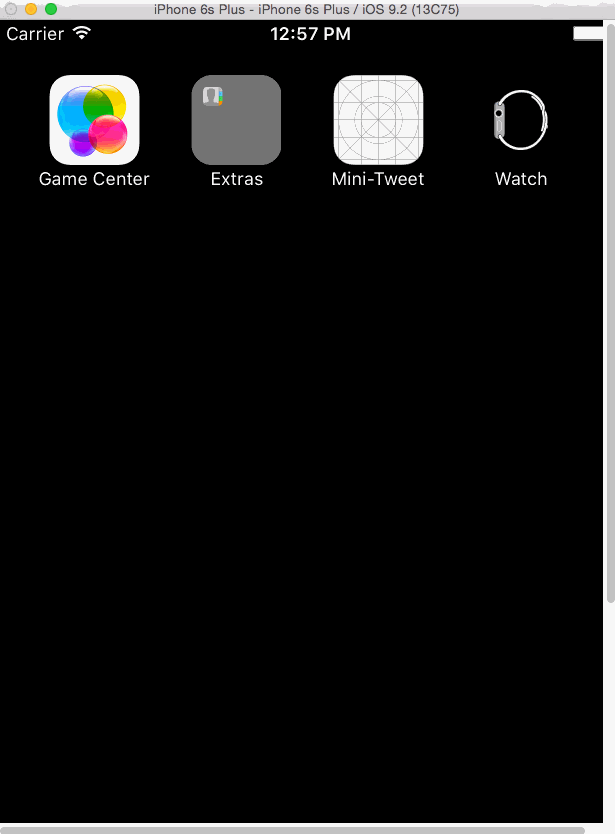 iPhone 6s Plus - iPhone 6s Plus / iOS 9.2 (13C75)
Carrier 12:57 PM
Game Center Extras Mini-Tweet Watch